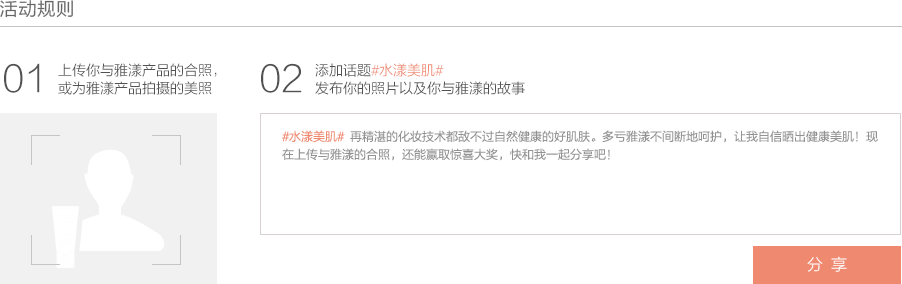 活动规则
01 上传你与雅漾产品的合照，
或为雅漾产品拍摄的美照
02 添加话题#水漾美肌#
发布你的照片以及你与雅漾的故事
#水漾美肌# 再精湛的化妆技术都敌不过自然健康的好肌肤。多亏雅漾不间断地呵护，让我自信晒出健康美肌！现
在上传与雅漾的合照，还能赢取惊喜大奖，快和我一起分享吧！
分 享